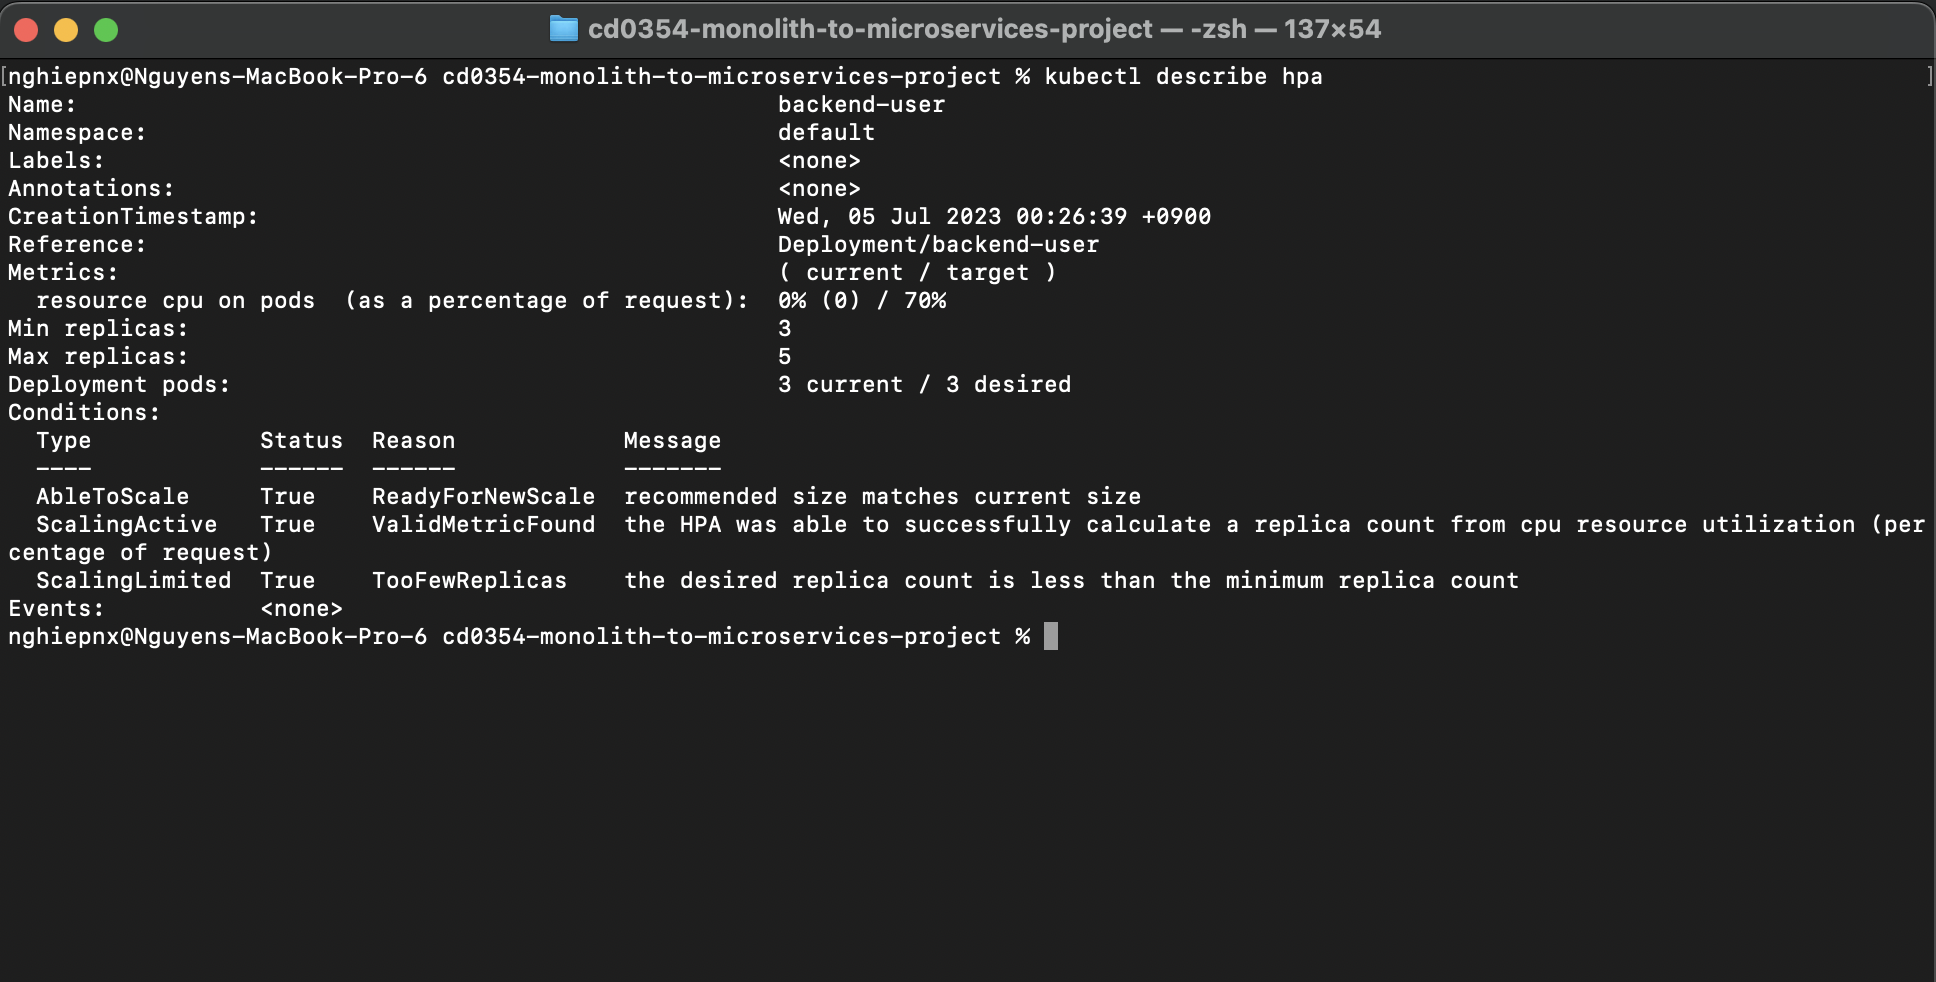 cd0354-monolith-to-microservices-project — -zsh — 137×54
[nghiepnx@Nguyens-MacBook-Pro-6 cd0354-monolith-to-microservices-project % kubectl describe hpa ]
Name: backend-user
Namespace: default
Labels: <none>
Annotations: <none>
CreationTimestamp: Wed, 05 Jul 2023 00:26:39 +0900
Reference: Deployment/backend-user
Metrics: ( current / target )
  resource cpu on pods  (as a percentage of request):  0% (0) / 70%
Min replicas: 3
Max replicas: 5
Deployment pods: 3 current / 3 desired
Conditions:
  Type            Status  Reason            Message
  ----            ------  ------            -------
  AbleToScale     True    ReadyForNewScale  recommended size matches current size
  ScalingActive   True    ValidMetricFound  the HPA was able to successfully calculate a replica count from cpu resource utilization (per
centage of request)
  ScalingLimited  True    TooFewReplicas    the desired replica count is less than the minimum replica count
Events:           <none>
nghiepnx@Nguyens-MacBook-Pro-6 cd0354-monolith-to-microservices-project %